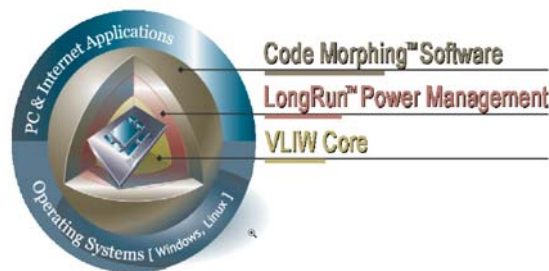 PC & Internet Applications
Code Morphing™ Software
LongRun™ Power Management
VLIW Core
Operating Systems [ Windows, Linux ]